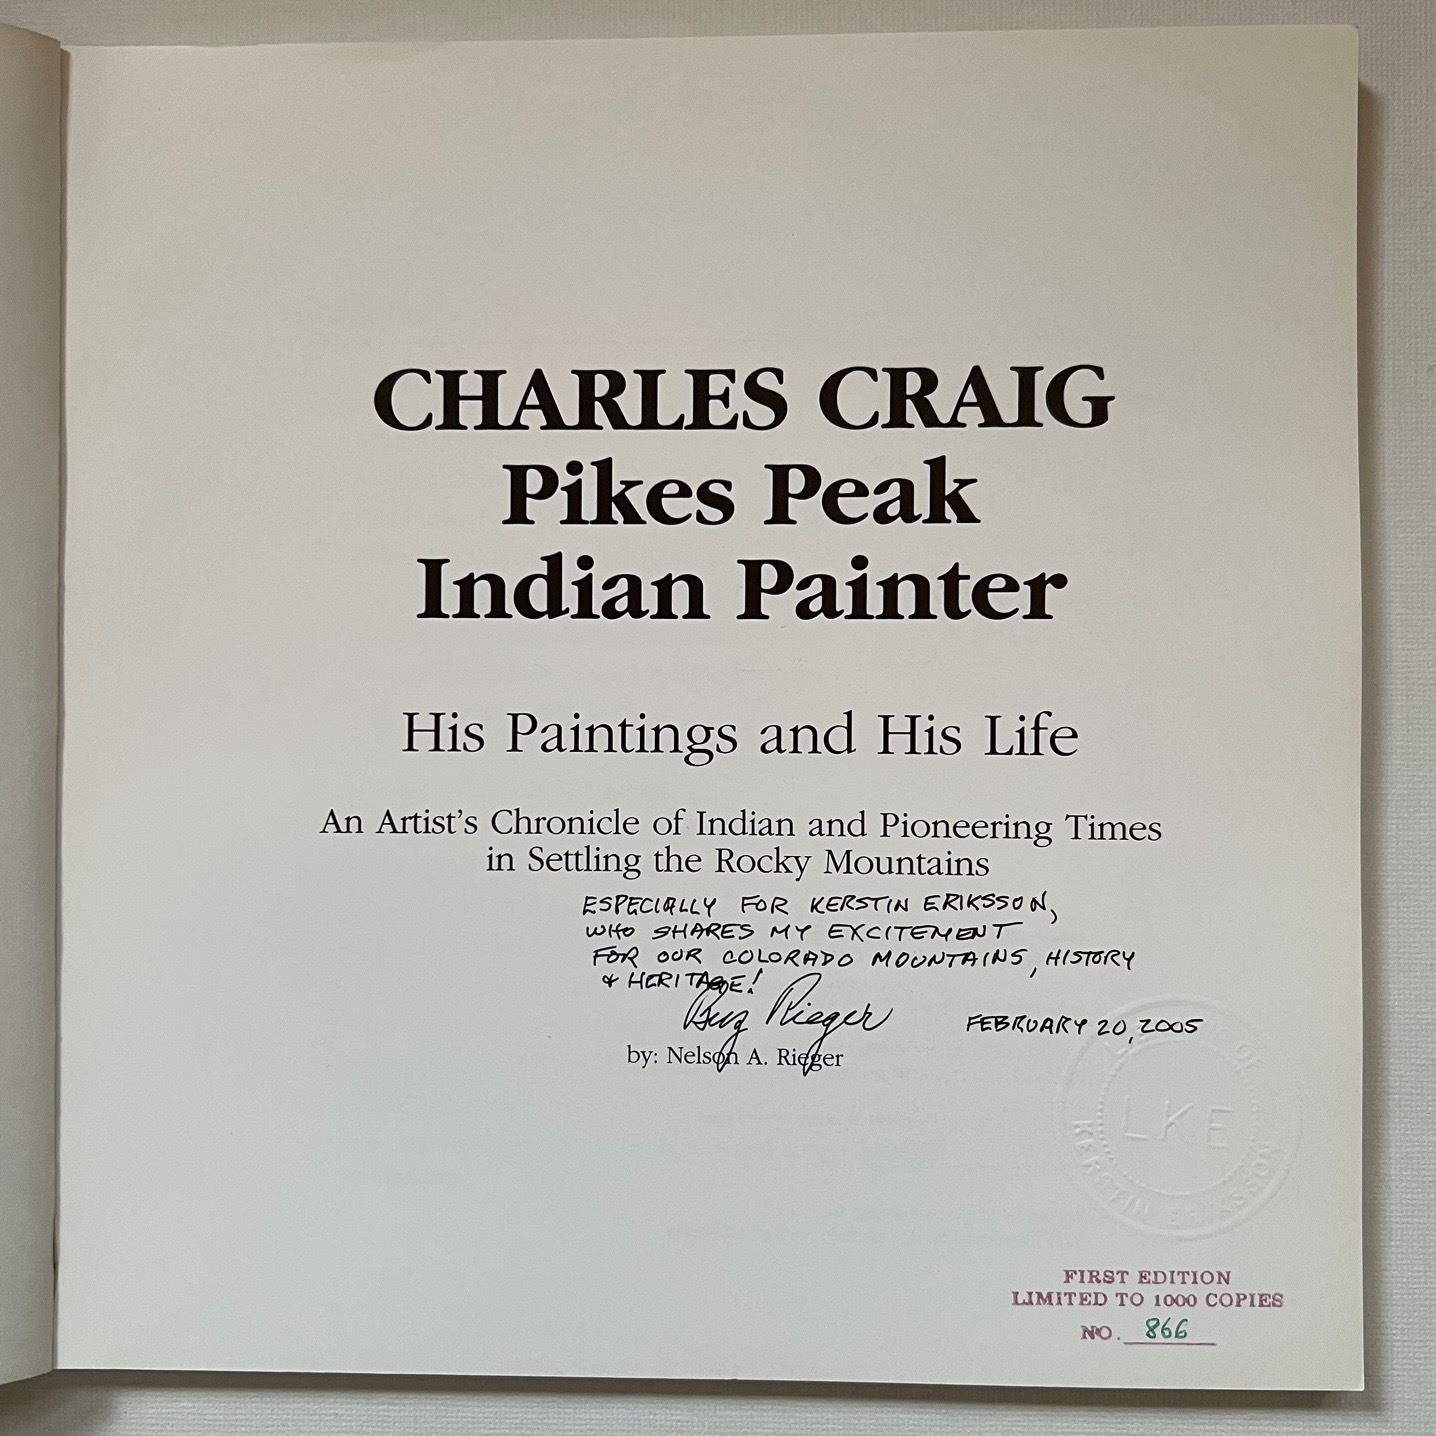 CHARLES CRAIG
Pikes Peak
Indian Painter
His Paintings and His Life
An Artist's Chronicle of Indian and Pioneering Times
in Settling the Rocky Mountains
ESPECIALLY FOR KERSTIN ERIKSSON,
WHO SHARES MY EXCITEMENT
FOR OUR COLORADO MOUNTAINS, HISTORY
& HERITAGE!
Buz Rieger
FEBRUARY 20, 2005
by: Nelson A. Rieger
OF
LKE
KERSTIN ERIKSSON
FIRST EDITION
LIMITED TO 1000 COPIES
NO. 866